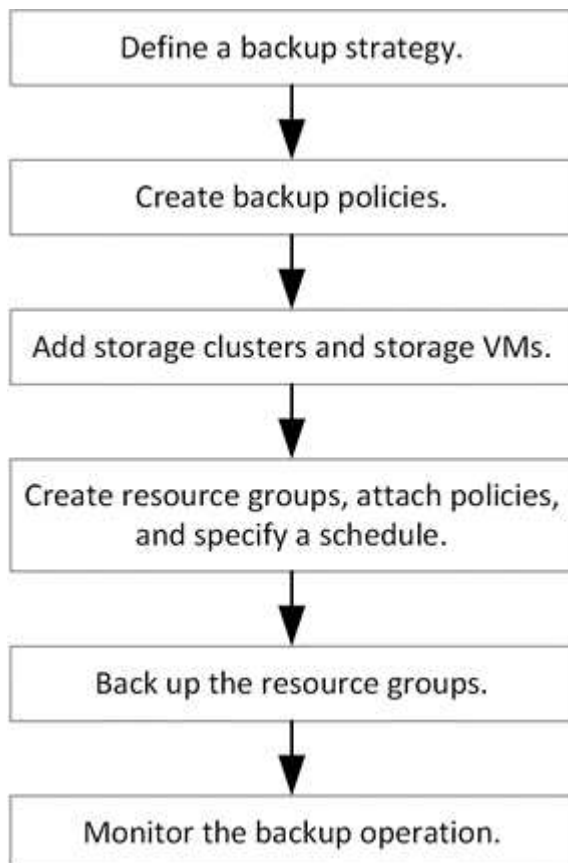 Define a backup strategy.
Create backup policies.
Add storage clusters and storage VMs.
Create resource groups, attach policies,
and specify a schedule.
Back up the resource groups.
Monitor the backup operation.